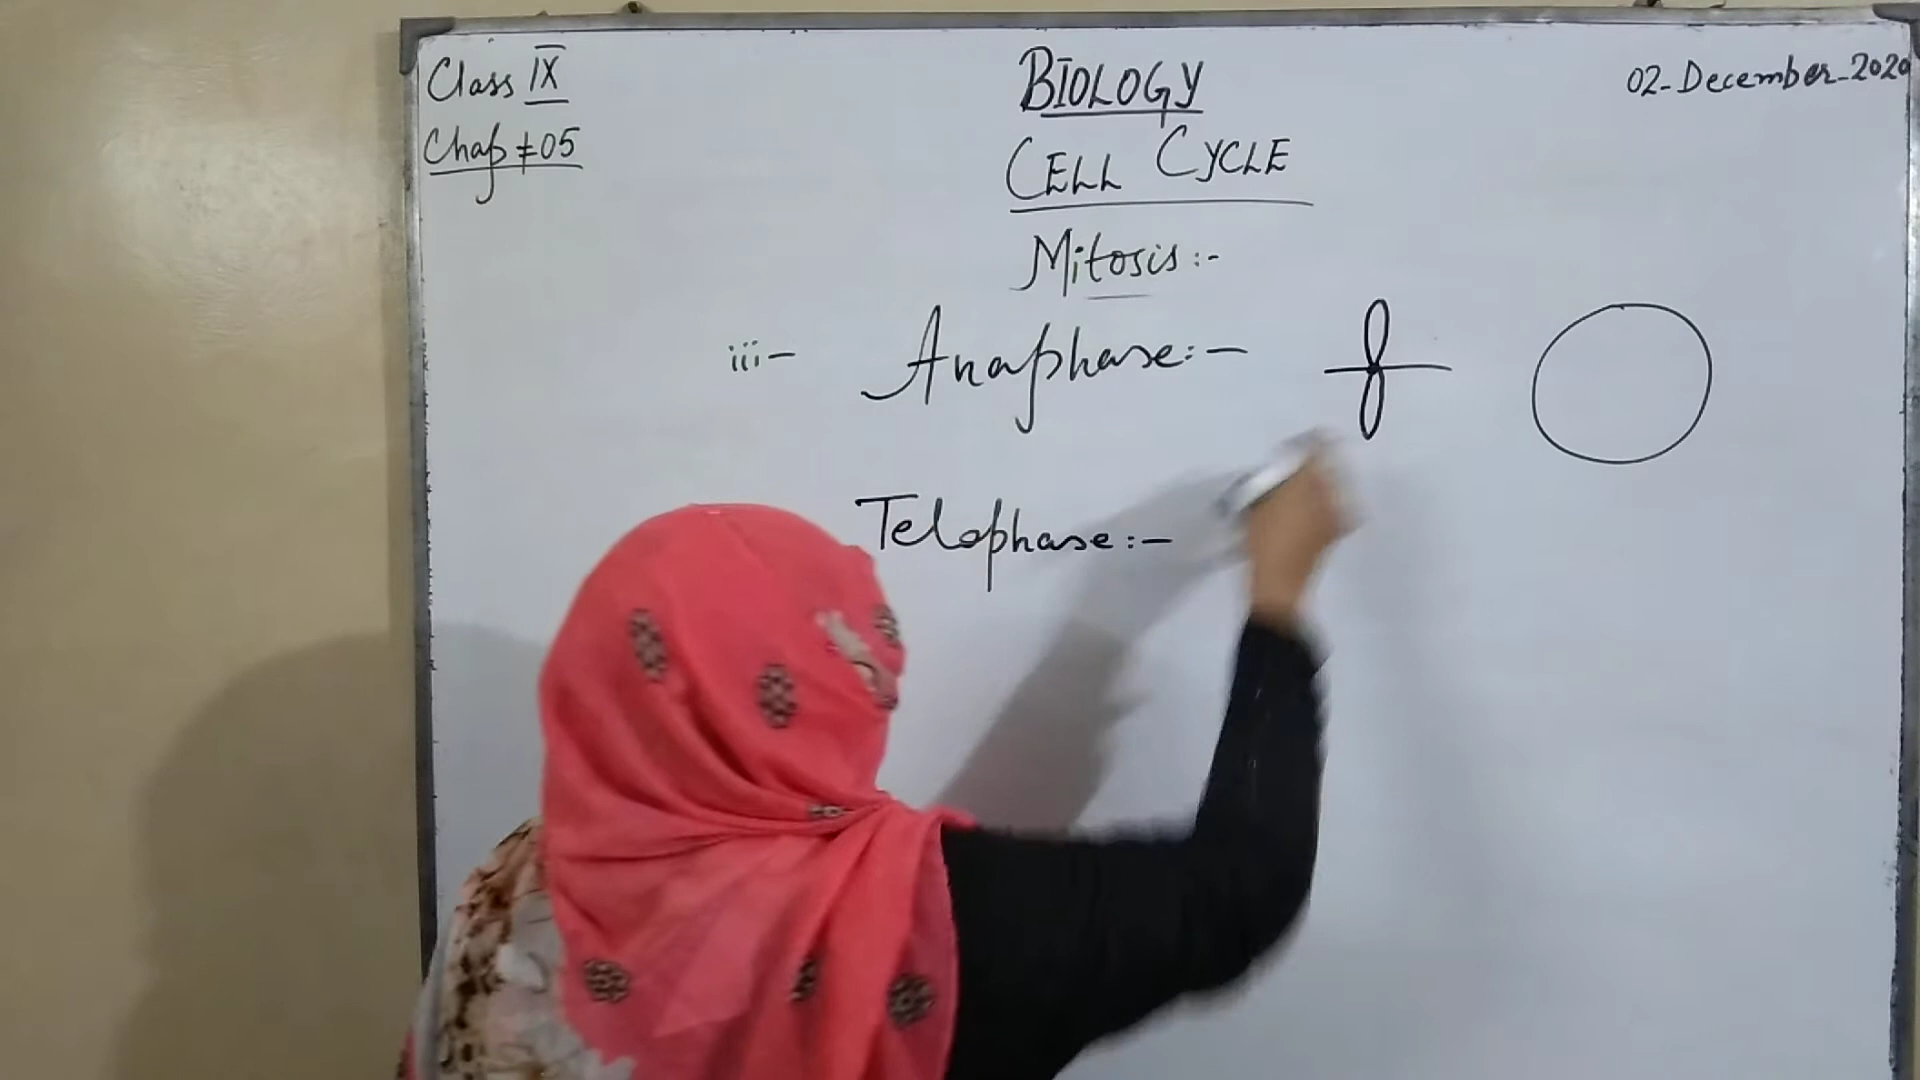 Class IX
Chap # 05
BIOLOGY
02-December-2020
CELL CYCLE
Mitosis:-
iii- Anaphase:-
Telophase:-